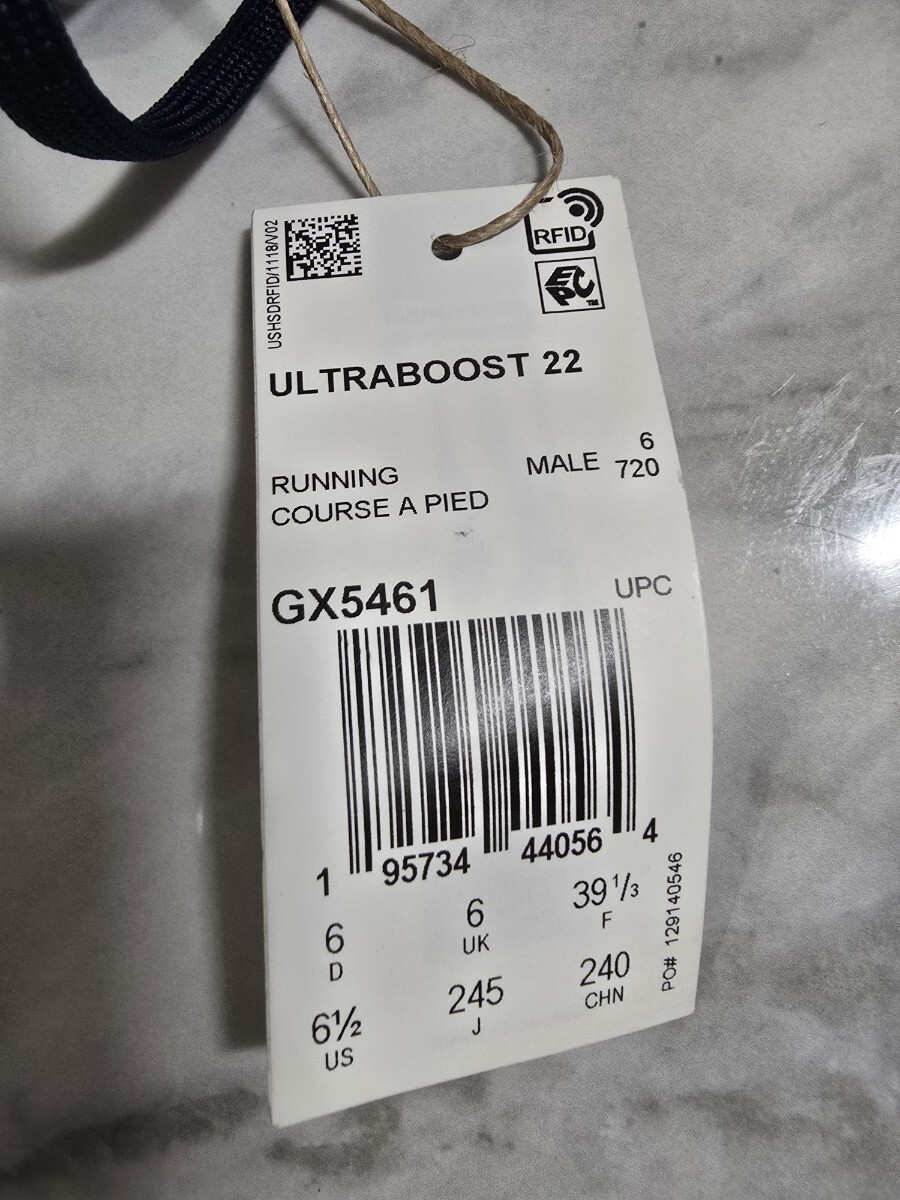 USHSDRFID/1118/V02
RFID
EPC™
ULTRABOOST 22
RUNNING
COURSE A PIED
MALE
6
720
GX5461
UPC
1 95734 44056 4
6
D
6
UK
39 1/3
F
6½
US
245
J
240
CHN
PO# 129140546